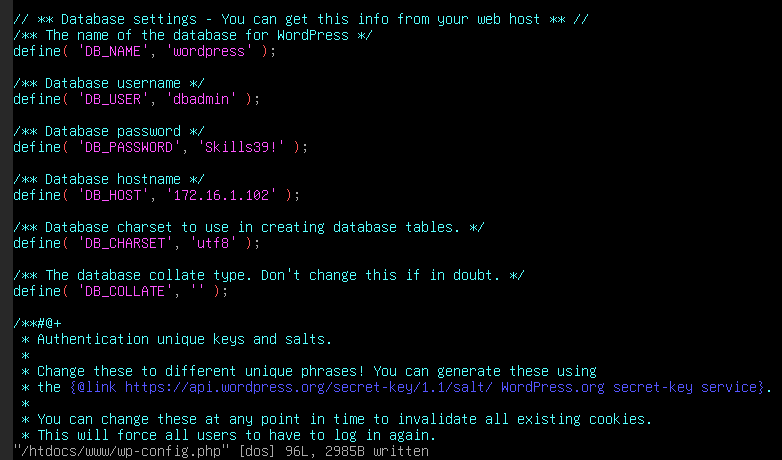 // ** Database settings - You can get this info from your web host ** //
/** The name of the database for WordPress */
define( 'DB_NAME', 'wordpress' );
/** Database username */
define( 'DB_USER', 'dbadmin' );
/** Database password */
define( 'DB_PASSWORD', 'Skills39!' );
/** Database hostname */
define( 'DB_HOST', '172.16.1.102' );
/** Database charset to use in creating database tables. */
define( 'DB_CHARSET', 'utf8' );
/** The database collate type. Don't change this if in doubt. */
define( 'DB_COLLATE', '' );
/**#@+
 * Authentication unique keys and salts.
 *
 * Change these to different unique phrases! You can generate these using
 * the {@link https://api.wordpress.org/secret-key/1.1/salt/ WordPress.org secret-key service}.
 *
 * You can change these at any point in time to invalidate all existing cookies.
 * This will force all users to have to log in again.
"/htdocs/www/wp-config.php" [dos] 96L, 2985B written